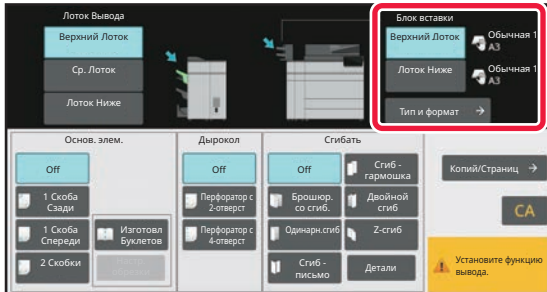 Лоток Вывода
Верхний Лоток
Ср. Лоток
Лоток Ниже
Блок вставки
Верхний Лоток
Обычная 1
A3
Лоток Ниже
Обычная 1
A3
Тип и формат
Основ. элем.
Off
1 Скоба
Сзади
1 Скоба
Спереди
2 Скобки
Изготовл
Буклетов
Дырокол
Off
Перфоратор с
2-отверст
Перфоратор с
4-отверст
Сгибать
Off
Сгиб -
гармошка
Брошюр.
со сгиб.
Двойной
сгиб
Одинарн.сгиб
Z-сгиб
Сгиб -
письмо
Детали
Копий/Страниц
CA
Установите функцию
вывода.